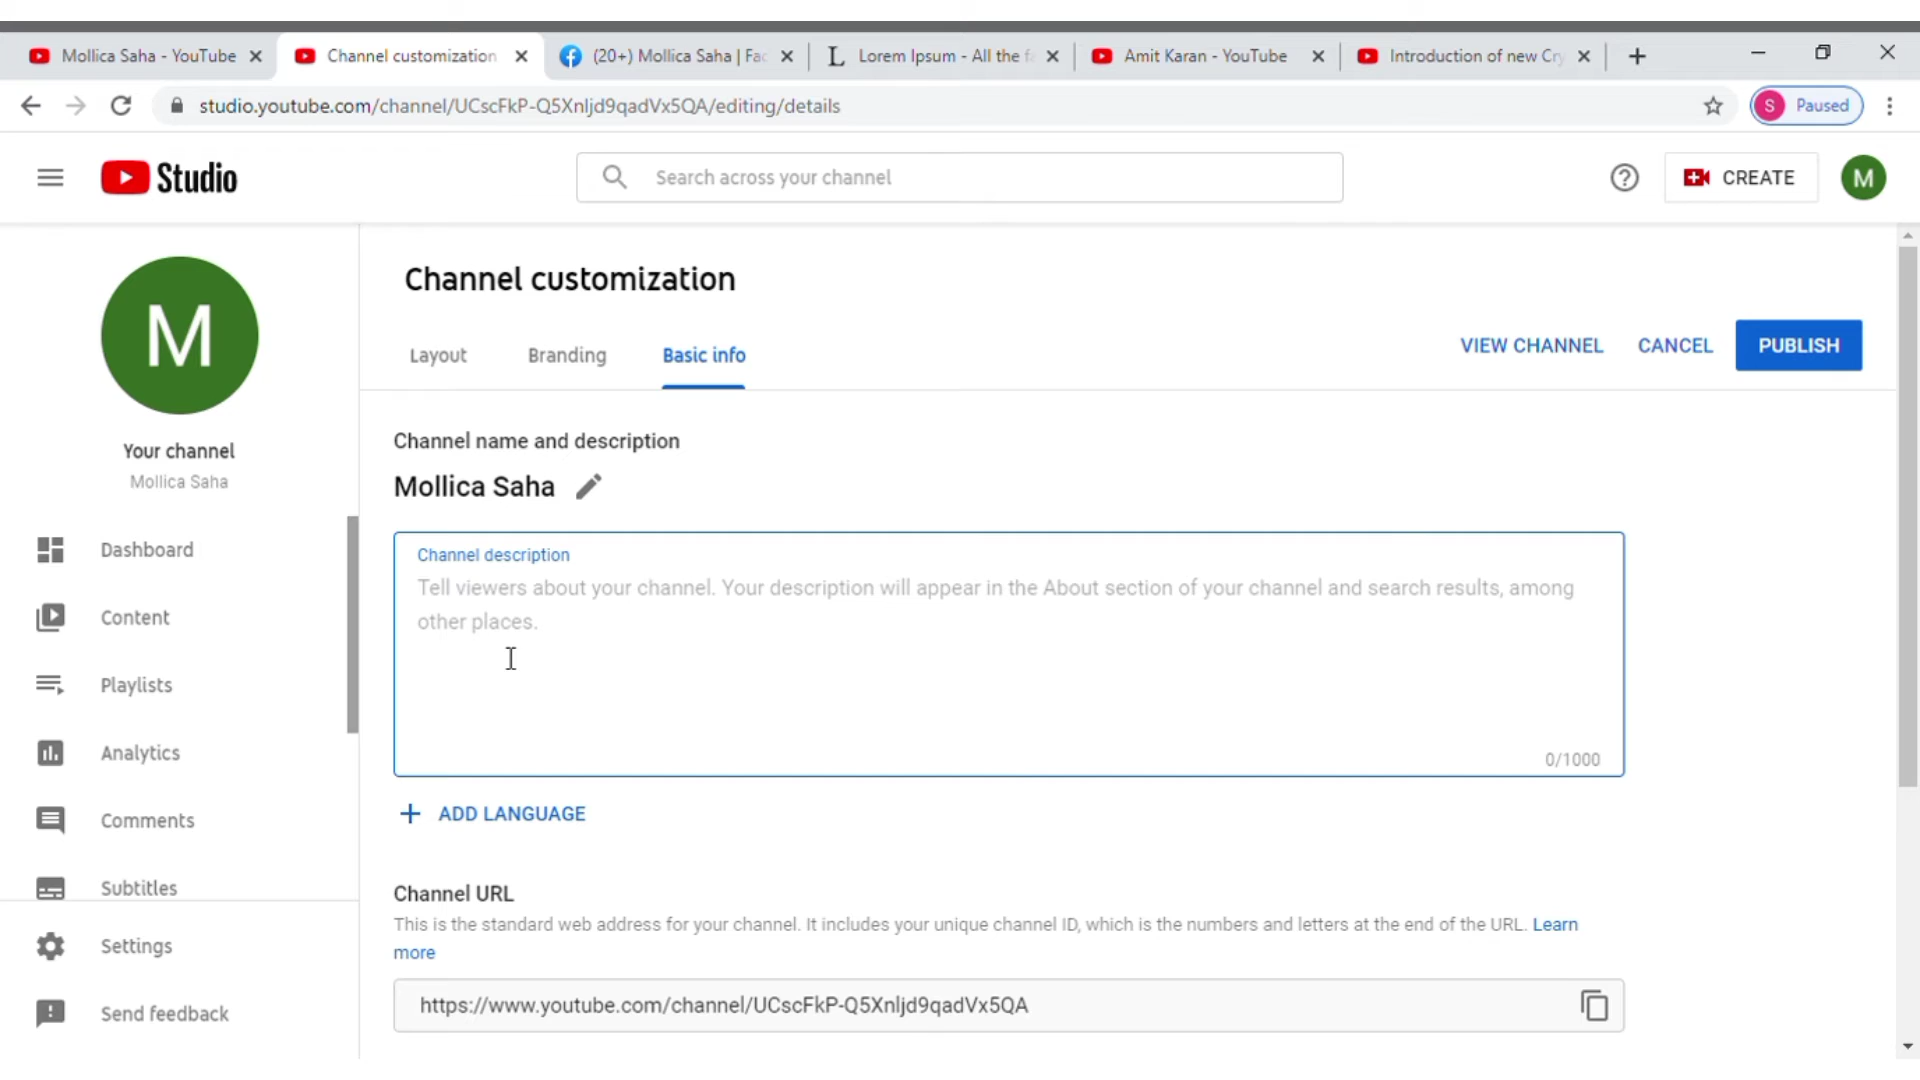 Mollica Saha - YouTube
Channel customization
(20+) Mollica Saha | Fac
Lorem Ipsum - All the f
Amit Karan - YouTube
Introduction of new Cry
studio.youtube.com/channel/UCscFkP-Q5Xnljd9qadVx5QA/editing/details
S Paused
Studio
Search across your channel
CREATE
M
M
Your channel
Mollica Saha
Dashboard
Content
Playlists
Analytics
Comments
Subtitles
Settings
Send feedback
Channel customization
Layout Branding Basic info
VIEW CHANNEL CANCEL PUBLISH
Channel name and description
Mollica Saha
Channel description
Tell viewers about your channel. Your description will appear in the About section of your channel and search results, among
other places.
0/1000
ADD LANGUAGE
Channel URL
This is the standard web address for your channel. It includes your unique channel ID, which is the numbers and letters at the end of the URL. Learn
more
https://www.youtube.com/channel/UCscFkP-Q5Xnljd9qadVx5QA